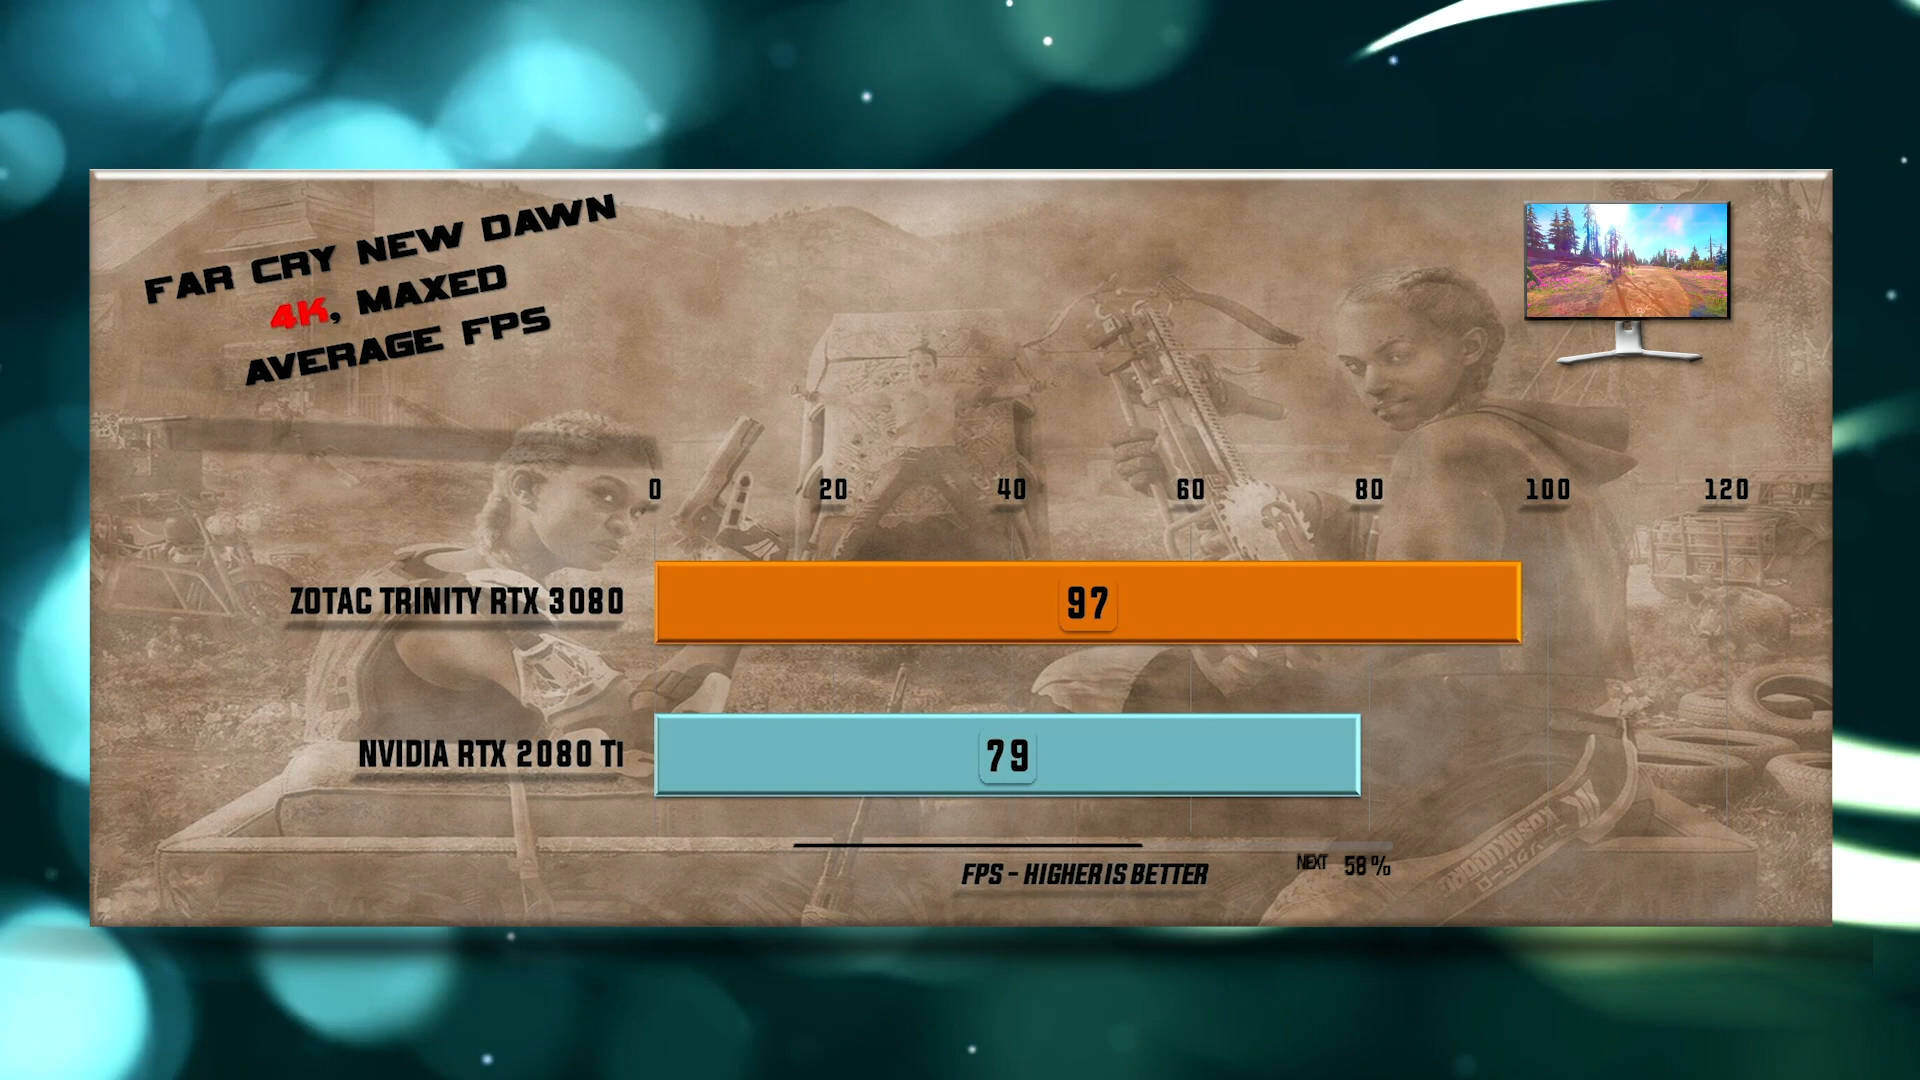 FAR CRY NEW DAWN
4K, MAXED
AVERAGE FPS
0 20 40 60 80 100 120
ZOTAC TRINITY RTX 3080
97
NVIDIA RTX 2080 TI
79
FPS - HIGHER IS BETTER
NEXT 58 %